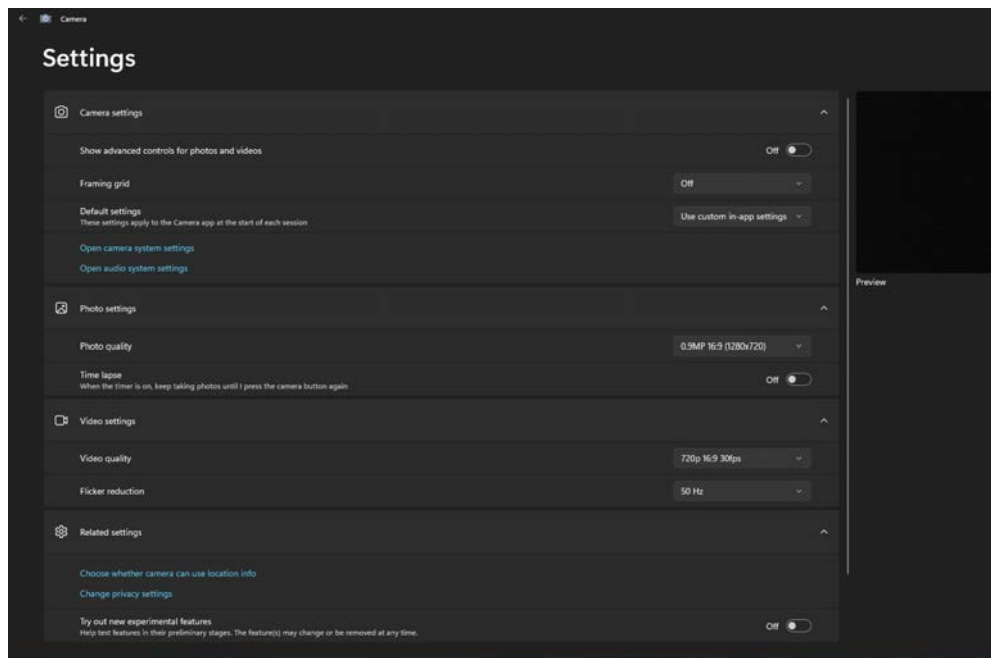 Camera
Settings
Camera settings
Show advanced controls for photos and videos
Off
Framing grid
Off
Default settings
These settings apply to the Camera app at the start of each session
Use custom in-app settings
Open camera system settings
Open audio system settings
Preview
Photo settings
Photo quality
0.9MP 16:9 (1280x720)
Time lapse
When the timer is on, keep taking photos until I press the camera button again
Off
Video settings
Video quality
720p 16:9 30fps
Flicker reduction
50 Hz
Related settings
Choose whether camera can use location info
Change privacy settings
Try out new experimental features
Help test features in their preliminary stages. The feature(s) may change or be removed at any time.
Off